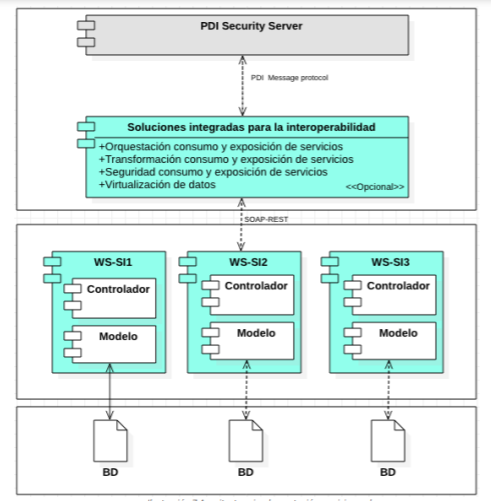 PDI Security Server
PDI Message protocol
Soluciones integradas para la interoperabilidad
+Orquestación consumo y exposición de servicios
+Transformación consumo y exposición de servicios
+Seguridad consumo y exposición de servicios
+Virtualización de datos
<<Opcional>>
SOAP-REST
WS-SI1
Controlador
Modelo
WS-SI2
Controlador
Modelo
WS-SI3
Controlador
Modelo
BD
BD
BD